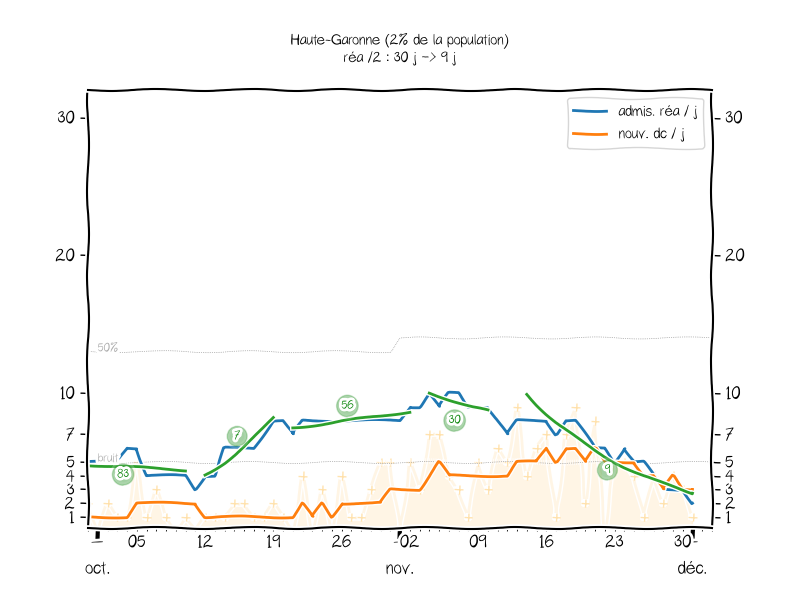 Haute-Garonne (2% de la population)
réa /2 : 30 j -> 9 j
admis. réa / j
nouv. dc / j
30 30
20 20
50%
10 10
56
30
7 7 7
bruit
5 5
83 9
4 4
3 3
2 2
1 1
05 12 19 26 02 09 16 23 30
oct. nov. déc.